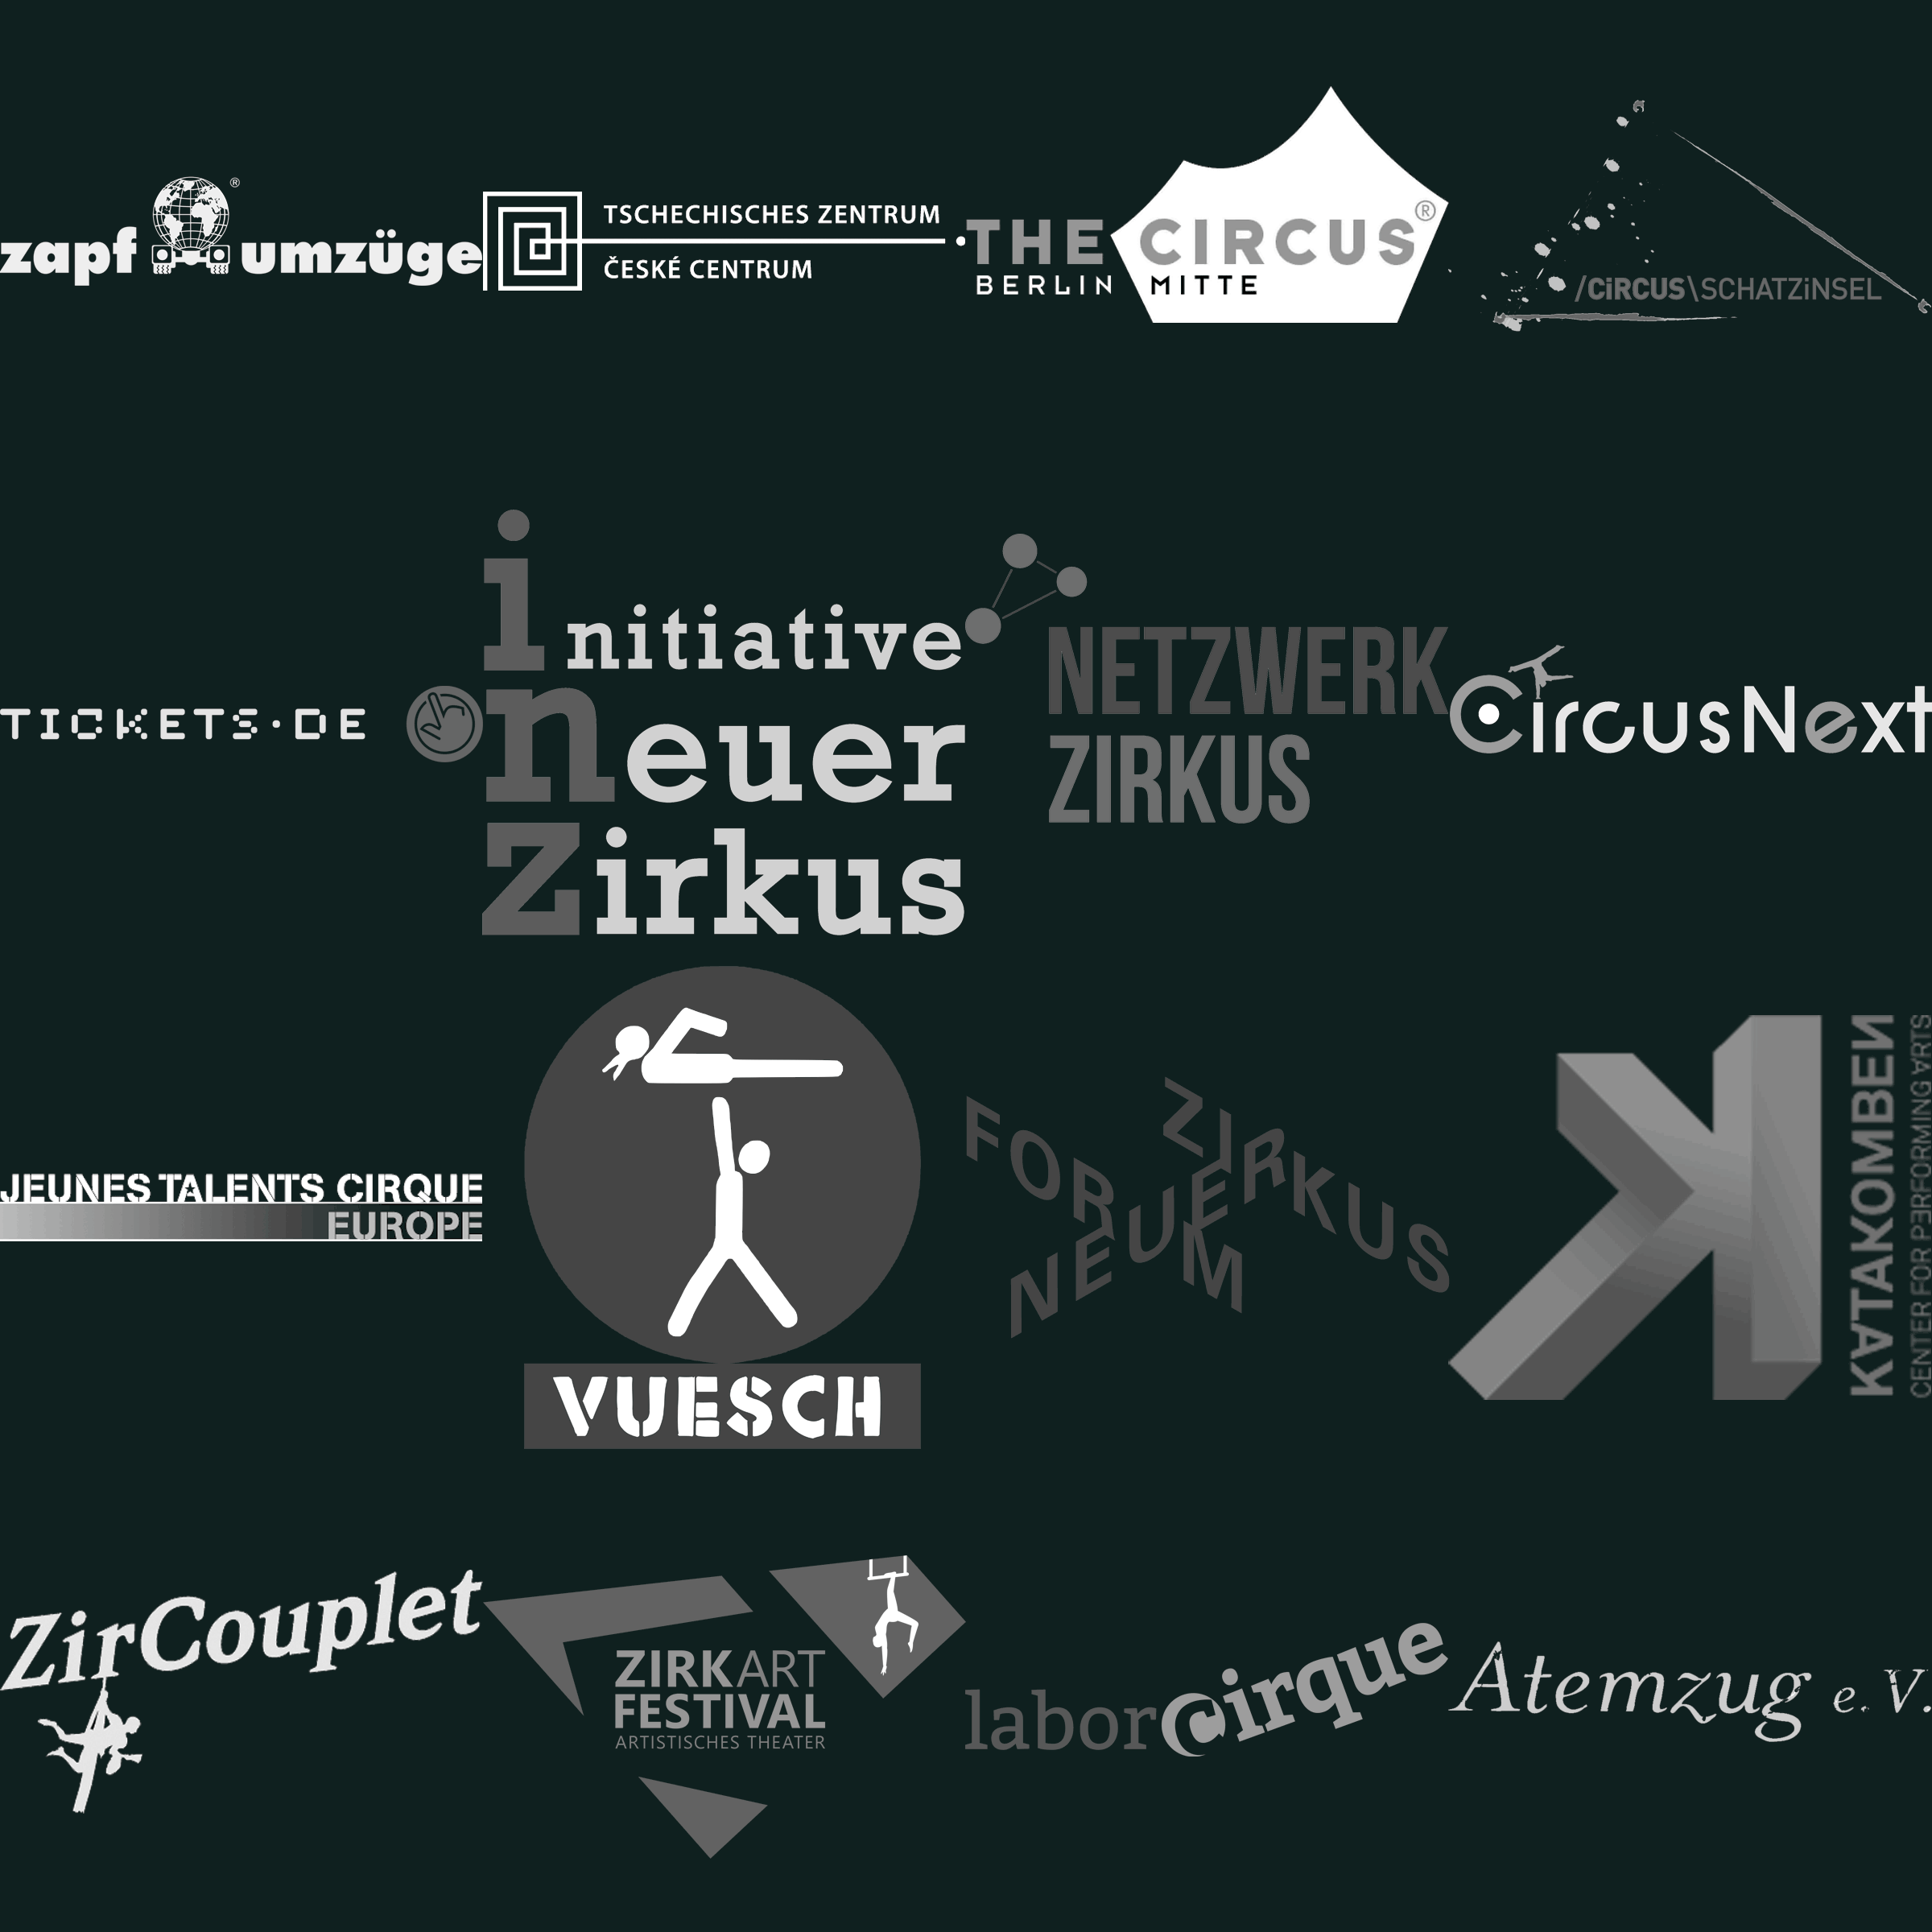 zapf umzüge ®
TSCHECHISCHES ZENTRUM
ČESKÉ CENTRUM
THE CIRCUS ®
BERLIN MITTE
/CiRCUS\SCHATZiNSEL
TICKETS·DE
initiative
neuer
Zirkus
NETZWERK
ZIRKUS
CircusNext
JEUNES TALENTS CIRQUE
EUROPE
VUESCH
FORUM
NEUER
ZIRKUS
K
KATAKOMBEN
CENTER FOR PERFORMING ARTS
ZirCouplet
ZIRKART
FESTIVAL
ARTISTISCHES THEATER
laborCirque
Atemzug e.V.